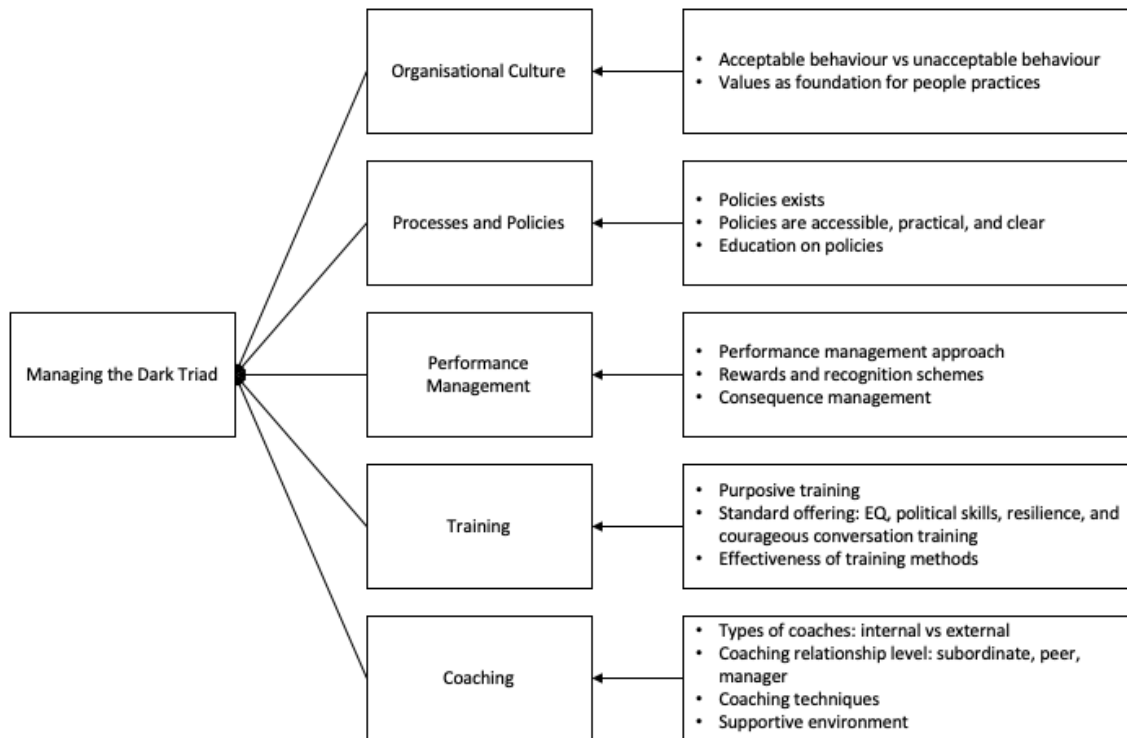 Organisational Culture
• Acceptable behaviour vs unacceptable behaviour
• Values as foundation for people practices
Processes and Policies
• Policies exists
• Policies are accessible, practical, and clear
• Education on policies
Managing the Dark Triad
Performance
Management
• Performance management approach
• Rewards and recognition schemes
• Consequence management
Training
• Purposive training
• Standard offering: EQ, political skills, resilience, and
courageous conversation training
• Effectiveness of training methods
Coaching
• Types of coaches: internal vs external
• Coaching relationship level: subordinate, peer,
manager
• Coaching techniques
• Supportive environment